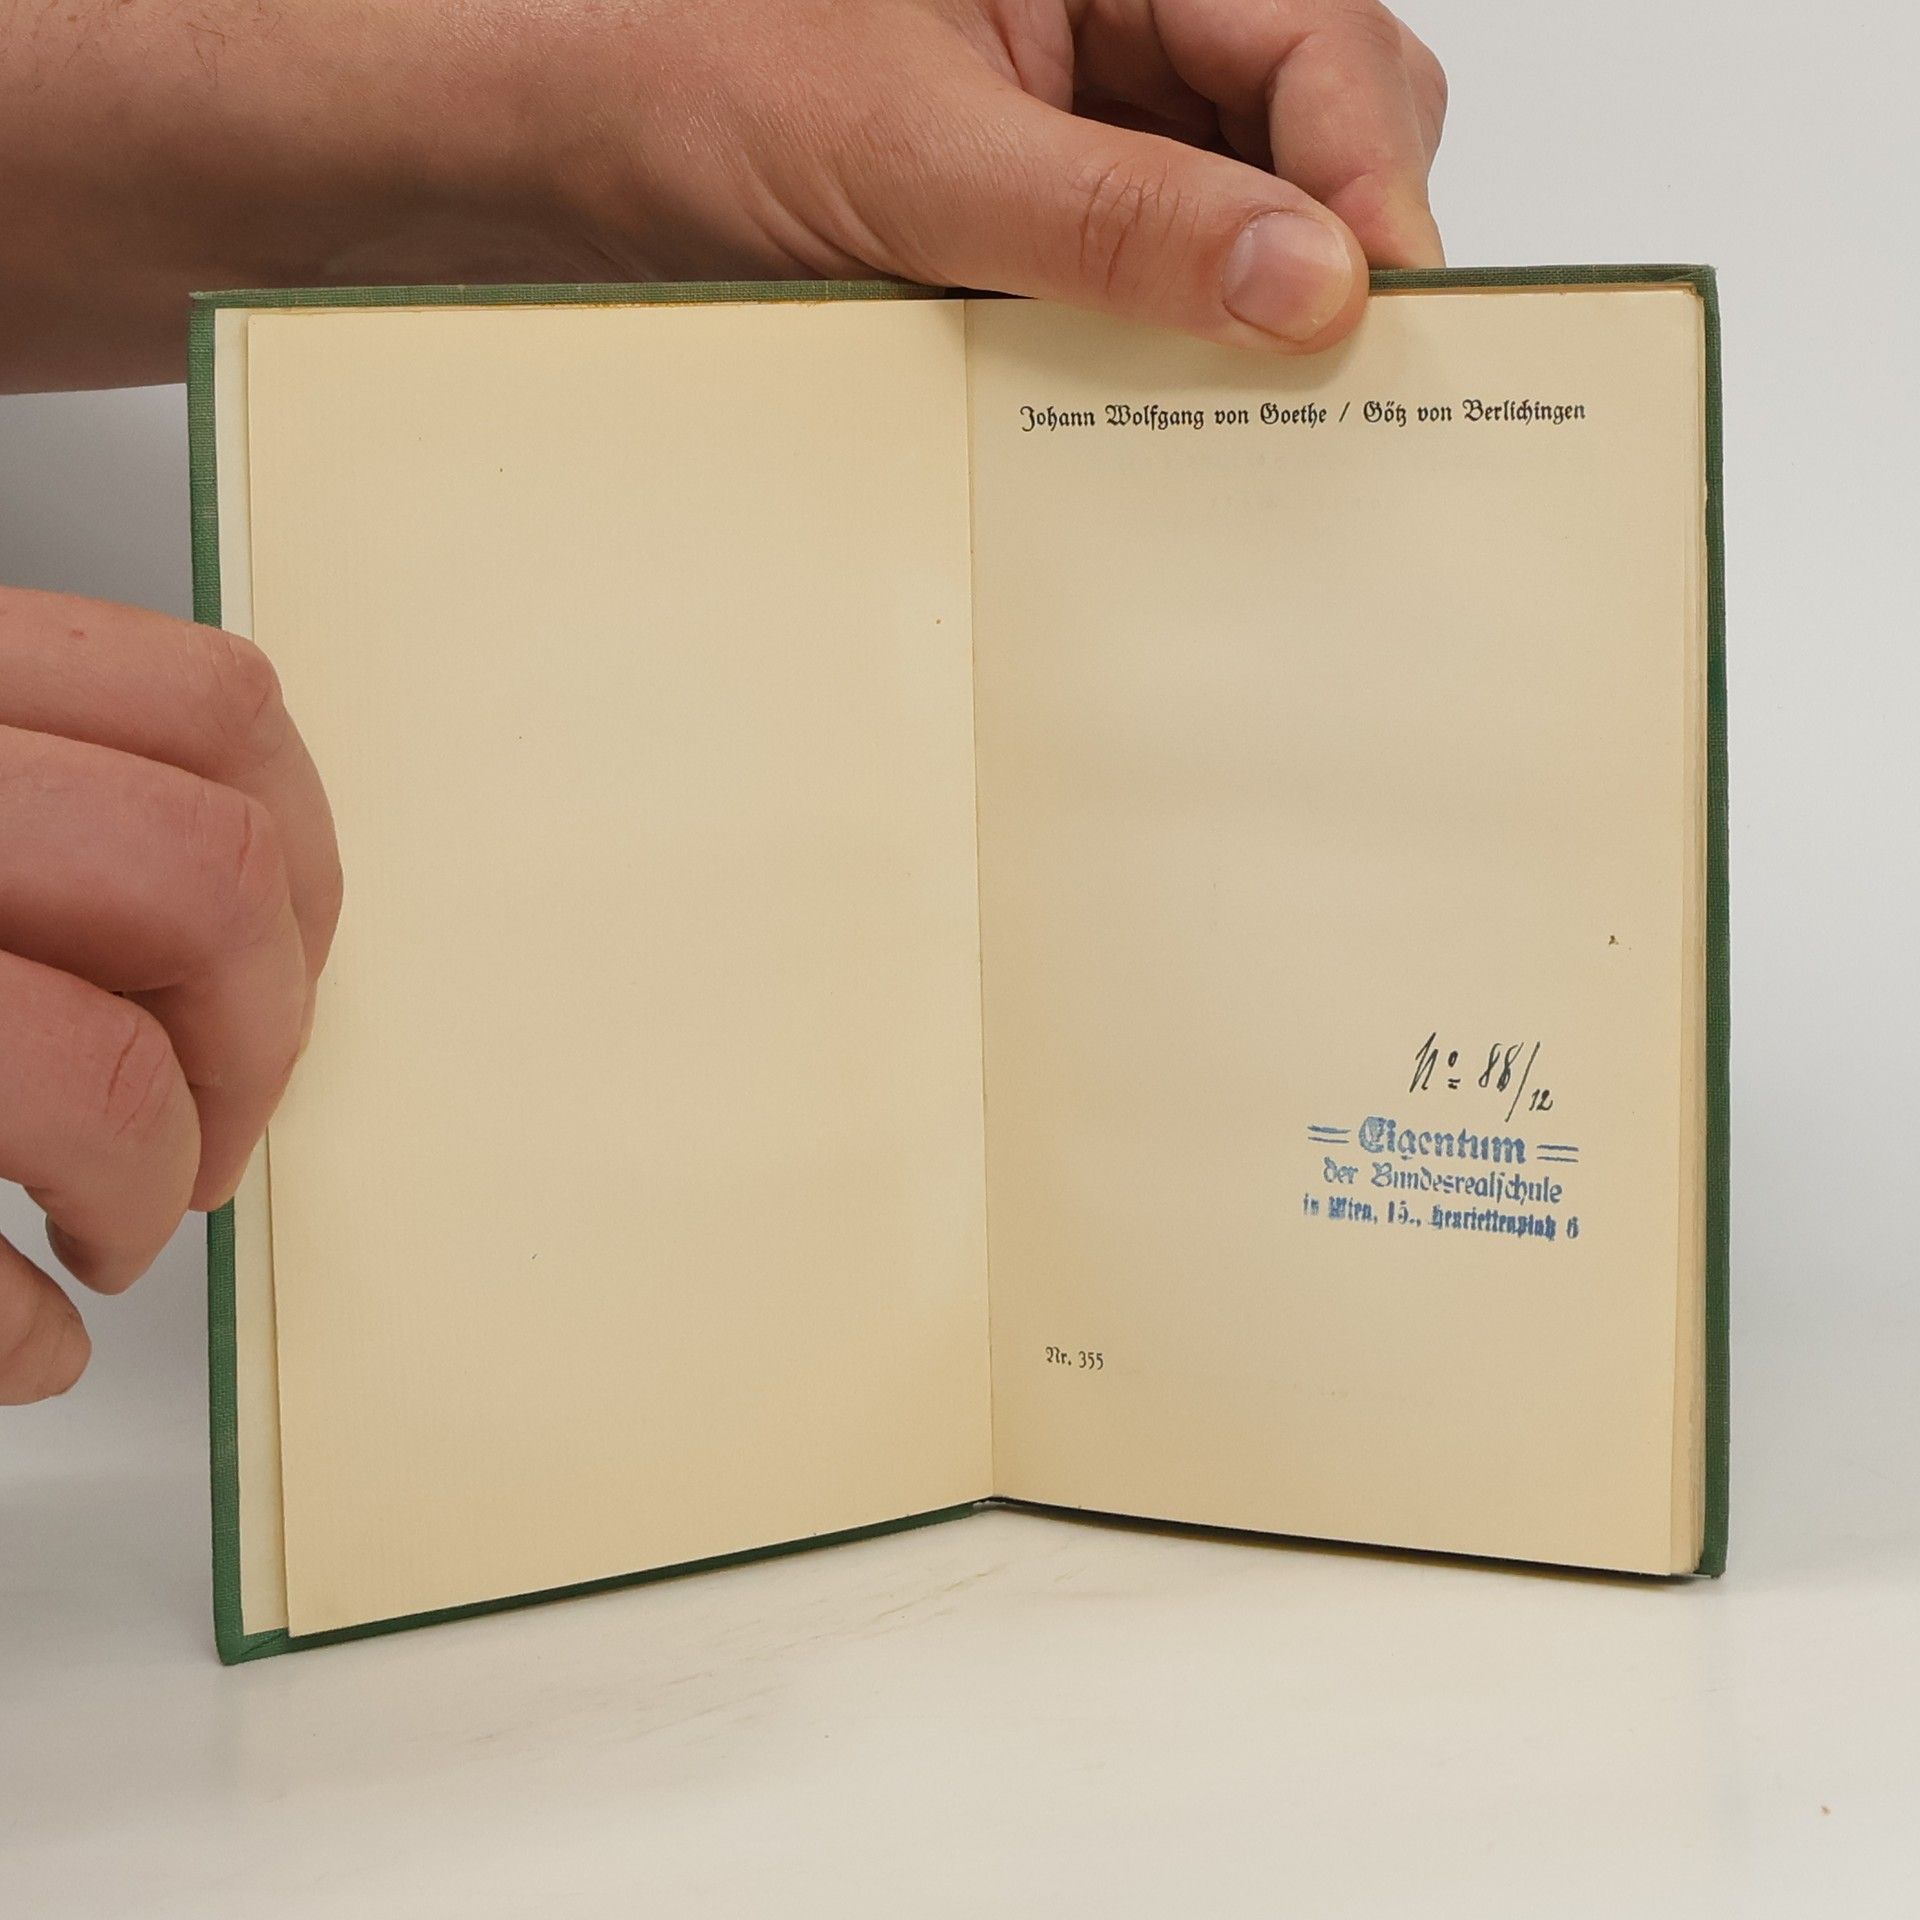 Johann Wolfgang von Goethe / Götz von Berlichingen
No 88/12
= Eigentum =
der Bundesrealschule
in Wien, 15., Henriettenplatz 6
Nr. 355